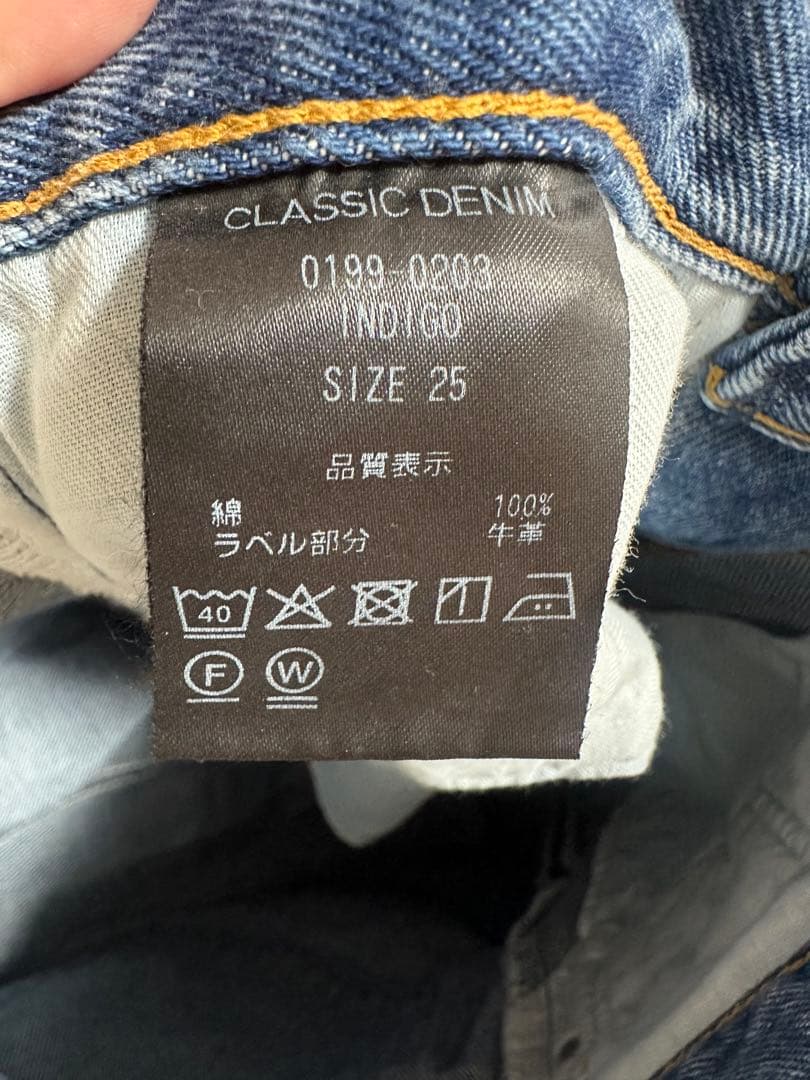 CLASSIC DENIM
0199-0203
INDIGO
SIZE 25
品質表示
綿 100%
ラベル部分 牛革
40
F W